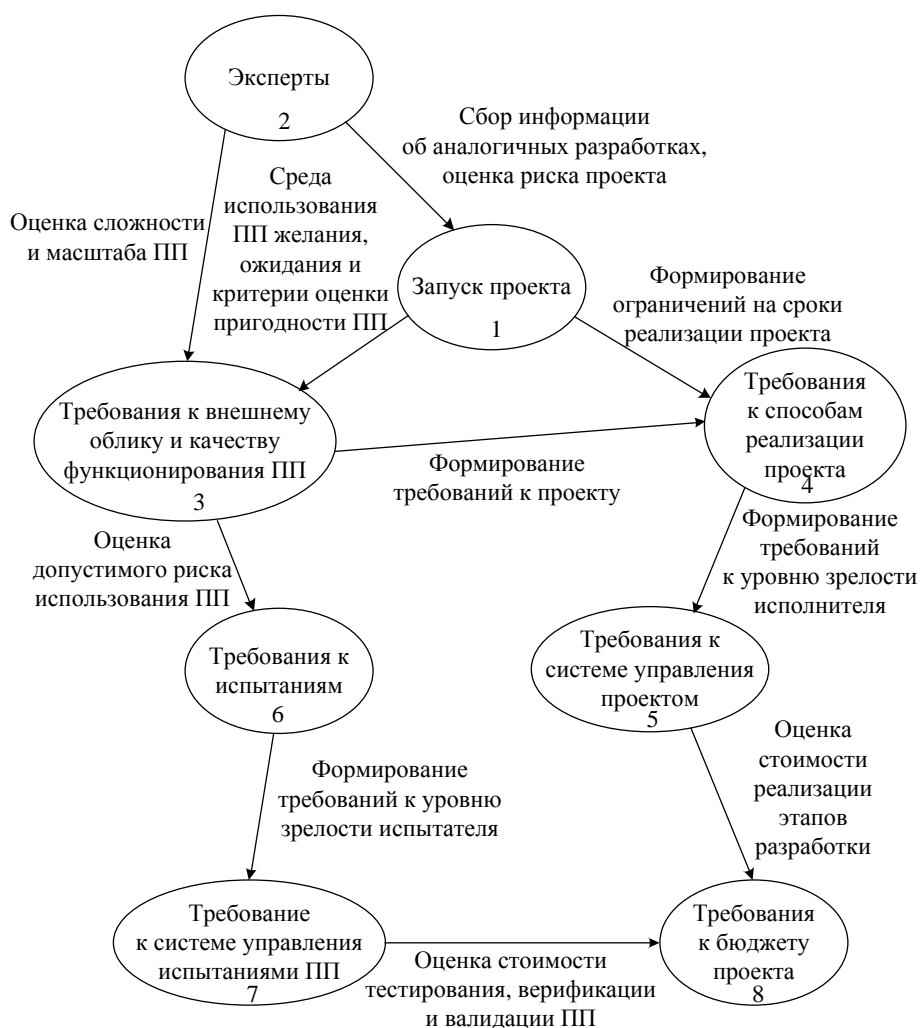 Эксперты
2
Сбор информации
об аналогичных разработках,
оценка риска проекта
Оценка сложности
и масштаба ПП
Среда
использования
ПП желания,
ожидания и
критерии оценки
пригодности ПП
Запуск проекта
1
Формирование
ограничений на сроки
реализации проекта
Требования к внешнему
облику и качеству
функционирования ПП
3
Формирование
требований к проекту
Требования
к способам
реализации
проекта
4
Оценка
допустимого риска
использования ПП
Формирование
требований
к уровню зрелости
исполнителя
Требования к
испытаниям
6
Требования к
системе управления
проектом
5
Формирование
требований к уровню
зрелости испытателя
Оценка
стоимости
реализации
этапов
разработки
Требование
к системе управления
испытаниями ПП
7
Оценка стоимости
тестирования, верификации
и валидации ПП
Требования
к бюджету
проекта
8